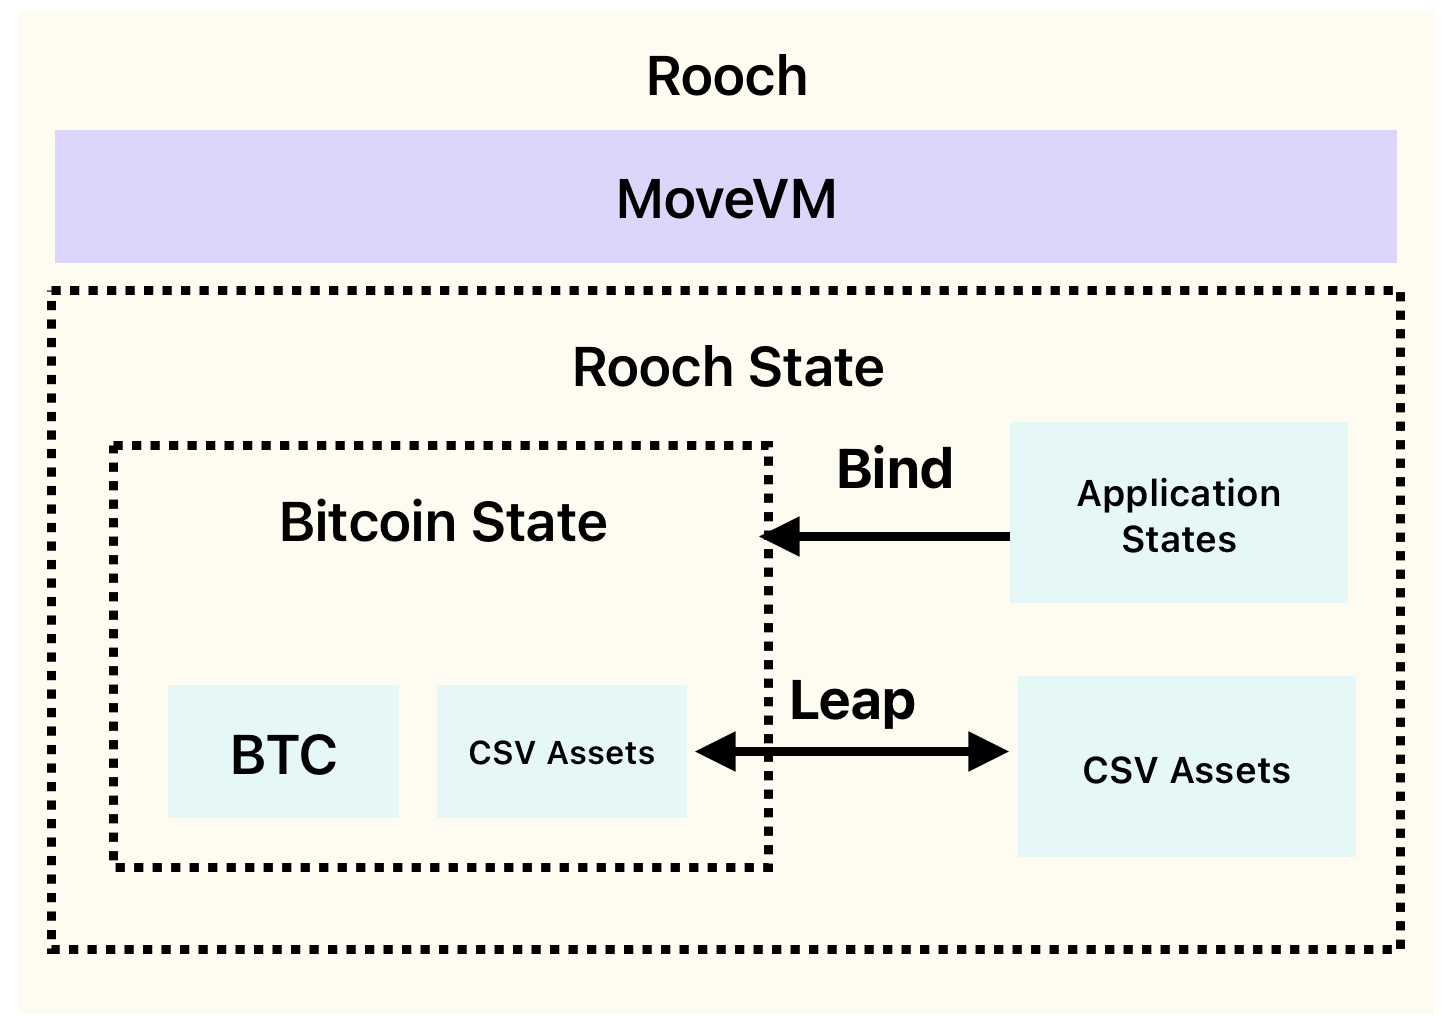 Rooch
MoveVM
Rooch State
Bind
Application
States
Bitcoin State
Leap
BTC
CSV Assets
CSV Assets